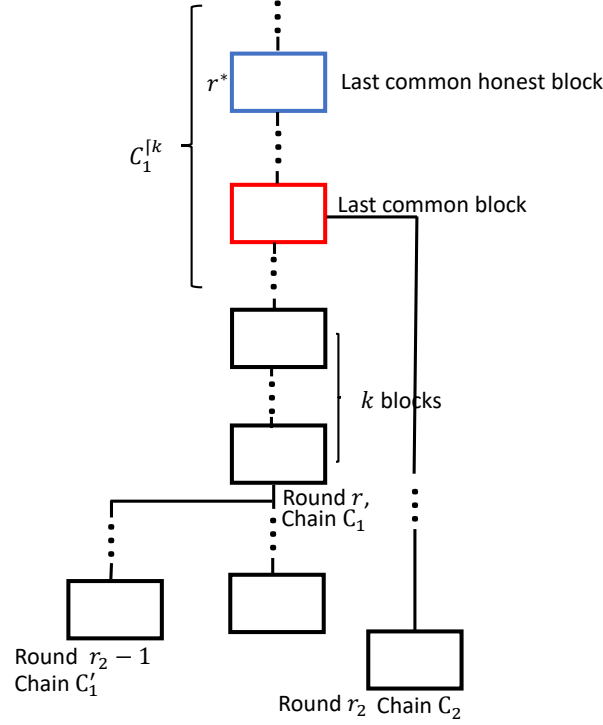 r* Last common honest block
C₁^⌈k
Last common block
k blocks
Round r,
Chain C₁
Round r₂ − 1
Chain C₁′
Round r₂ Chain C₂